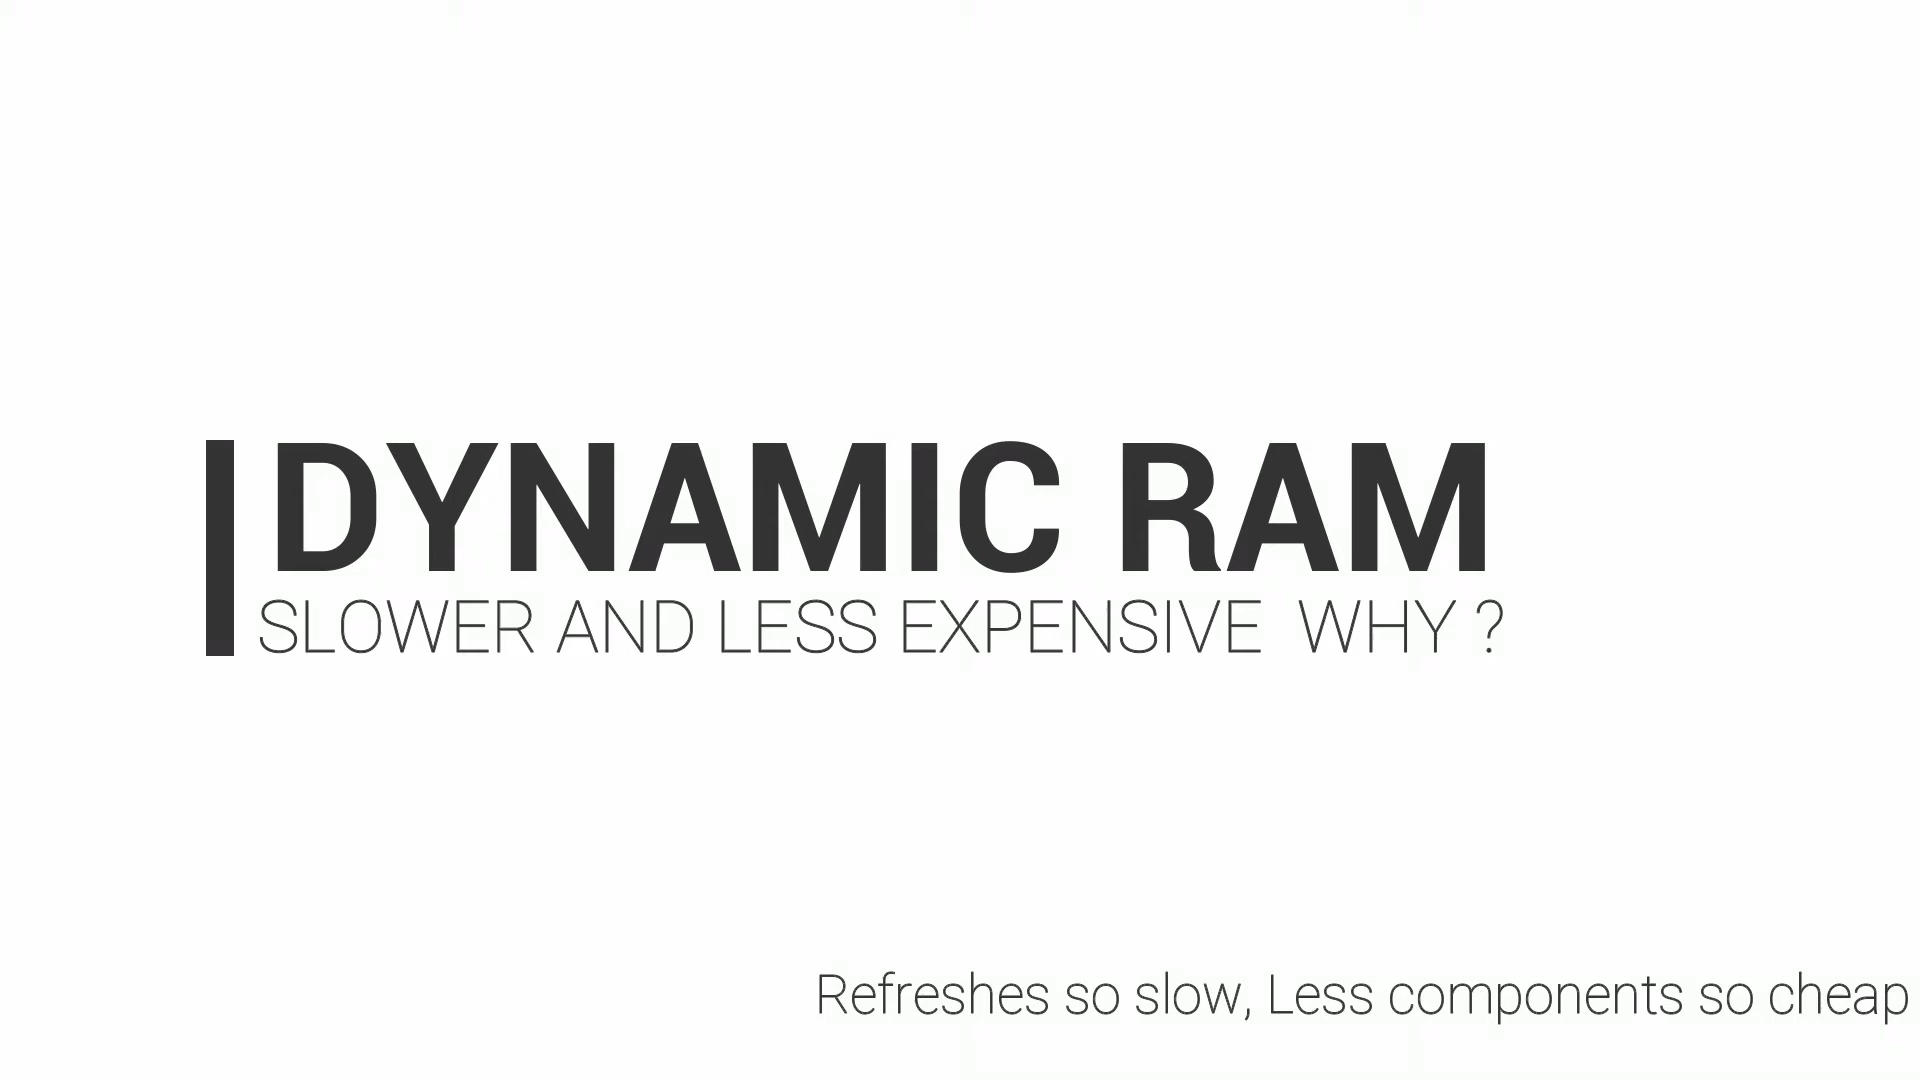 DYNAMIC RAM
SLOWER AND LESS EXPENSIVE  WHY ?
Refreshes so slow, Less components so cheap